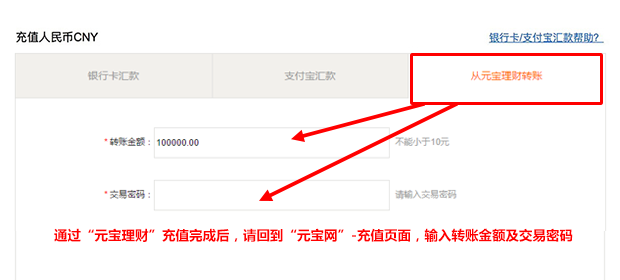 充值人民币CNY 银行卡/支付宝汇款帮助?
银行卡汇款 支付宝汇款 从元宝理财转账
*转账金额: 100000.00 不能小于10元
*交易密码: 请输入交易密码
通过“元宝理财”充值完成后，请回到“元宝网”-充值页面，输入转账金额及交易密码